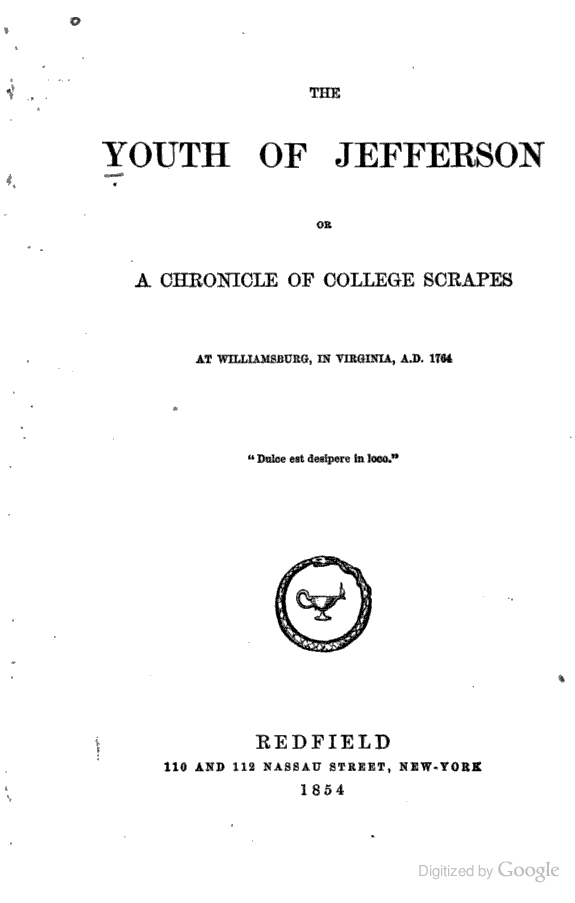 THE
YOUTH OF JEFFERSON
OR
A CHRONICLE OF COLLEGE SCRAPES
AT WILLIAMSBURG, IN VIRGINIA, A.D. 1764
"Dulce est desipere in loco."
REDFIELD
110 AND 112 NASSAU STREET, NEW-YORK
1854
Digitized by Google